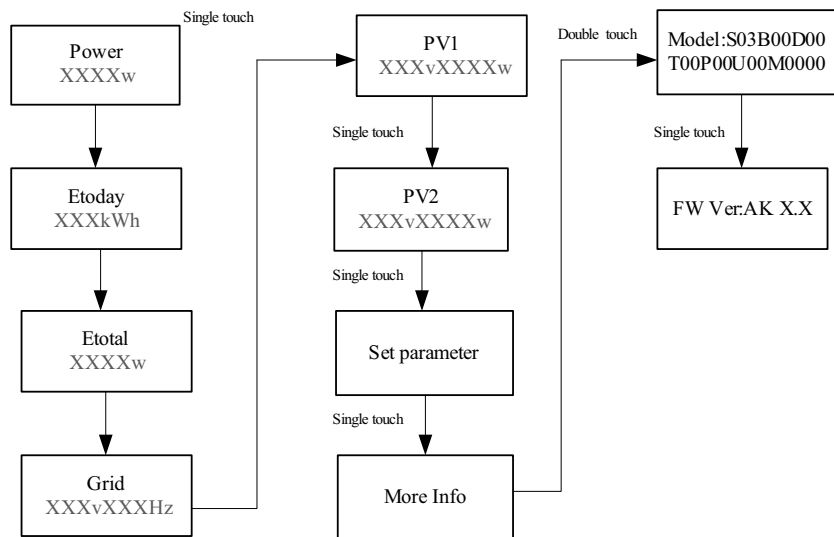 Single touch
Power
XXXXw
Etoday
XXXkWh
Etotal
XXXXw
Grid
XXXvXXXHz
PV1
XXXvXXXXw
Single touch
PV2
XXXvXXXXw
Single touch
Set parameter
Single touch
More Info
Double touch
Model:S03B00D00
T00P00U00M0000
Single touch
FW Ver:AK X.X